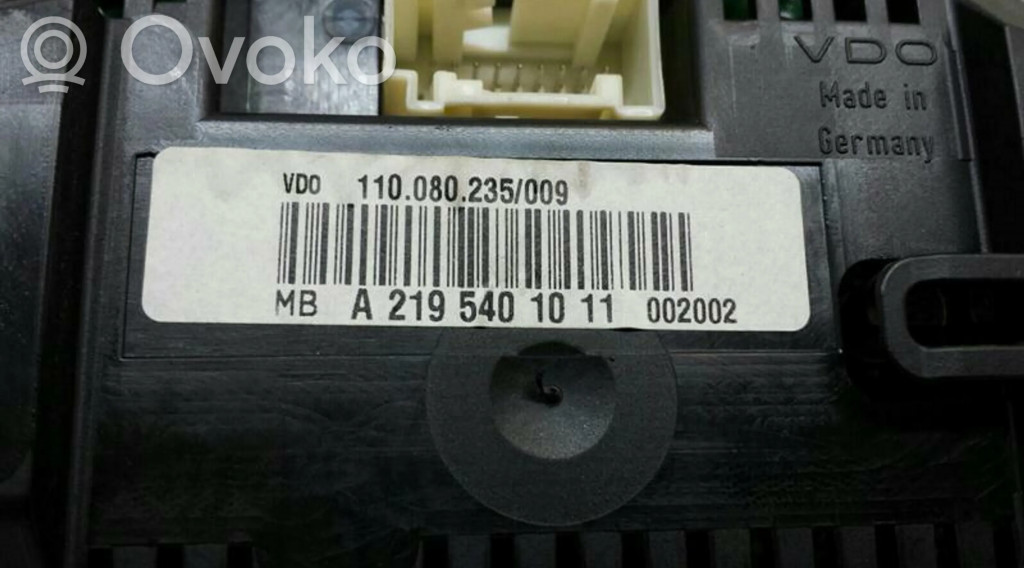 Ovoko
VDO
Made in
Germany
VDO 110.080.235/009
MB A 219 540 10 11 002002